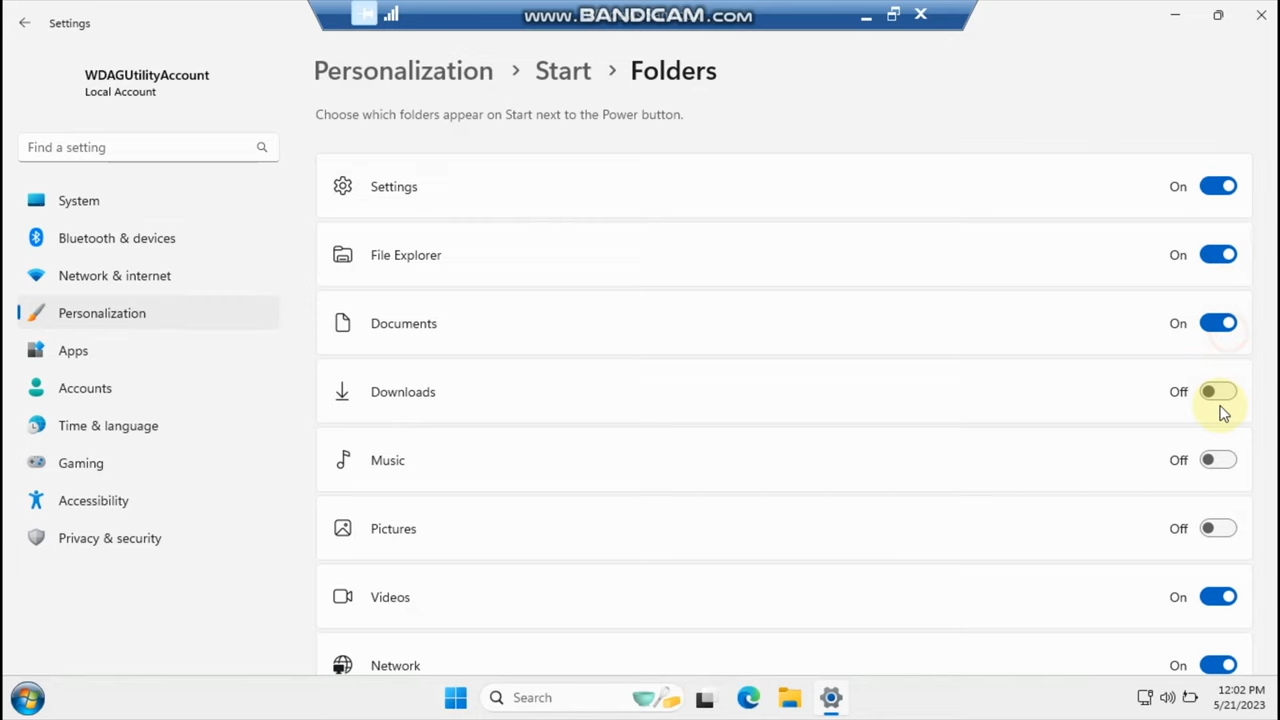 Settings
www.BANDICAM.com
WDAGUtilityAccount
Local Account
Find a setting
System
Bluetooth & devices
Network & internet
Personalization
Apps
Accounts
Time & language
Gaming
Accessibility
Privacy & security
Personalization > Start > Folders
Choose which folders appear on Start next to the Power button.
Settings On
File Explorer On
Documents On
Downloads Off
Music Off
Pictures Off
Videos On
Network On
Search
12:02 PM
5/21/2023